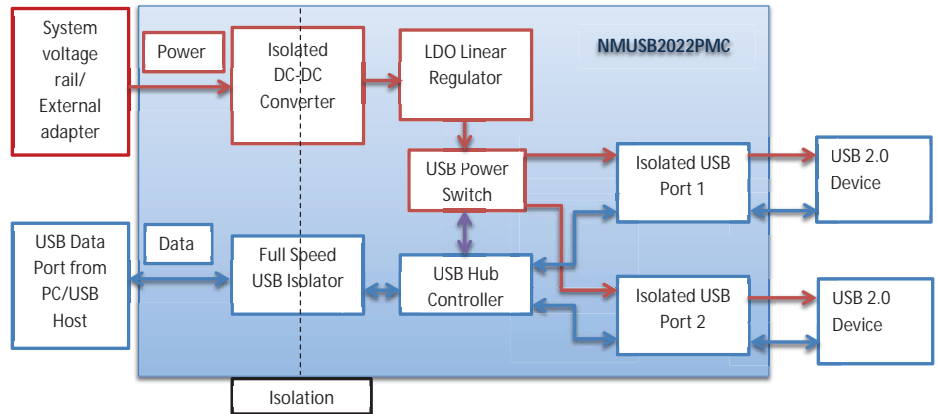 System
voltage
rail/
External
adapter
Power
Isolated
DC-DC
Converter
LDO Linear
Regulator
NMUSB2022PMC
USB Power
Switch
Isolated USB
Port 1
USB 2.0
Device
USB Data
Port from
PC/USB
Host
Data
Full Speed
USB Isolator
USB Hub
Controller
Isolated USB
Port 2
USB 2.0
Device
Isolation